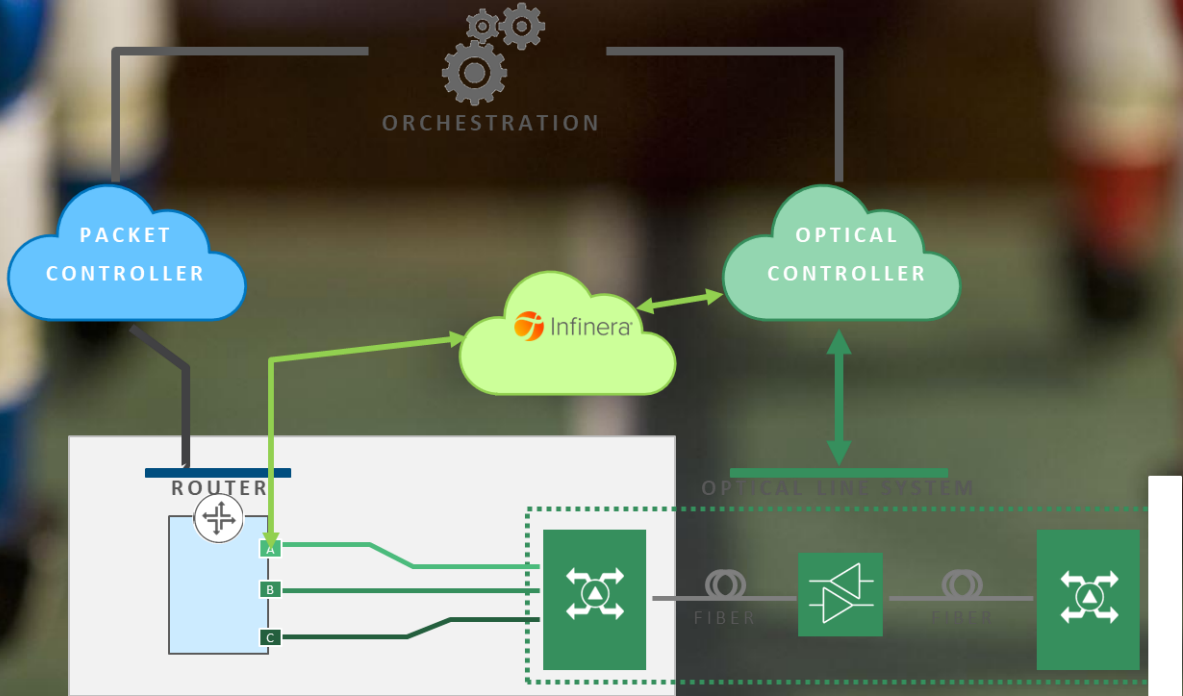 ORCHESTRATION
PACKET
CONTROLLER
OPTICAL
CONTROLLER
Infinera
ROUTER
OPTICAL LINE SYSTEM
A
B
C
FIBER
FIBER